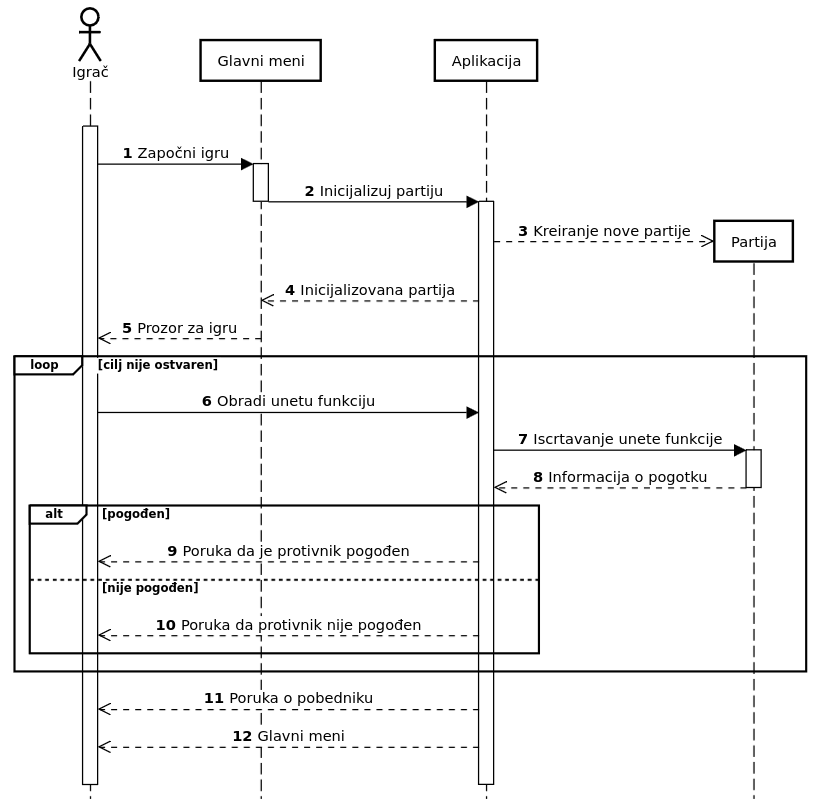 Igrač
Glavni meni
Aplikacija
1 Započni igru
2 Inicijalizuj partiju
3 Kreiranje nove partije
Partija
4 Inicijalizovana partija
5 Prozor za igru
loop [cilj nije ostvaren]
6 Obradi unetu funkciju
7 Iscrtavanje unete funkcije
8 Informacija o pogotku
alt [pogođen]
9 Poruka da je protivnik pogođen
[nije pogođen]
10 Poruka da protivnik nije pogođen
11 Poruka o pobedniku
12 Glavni meni